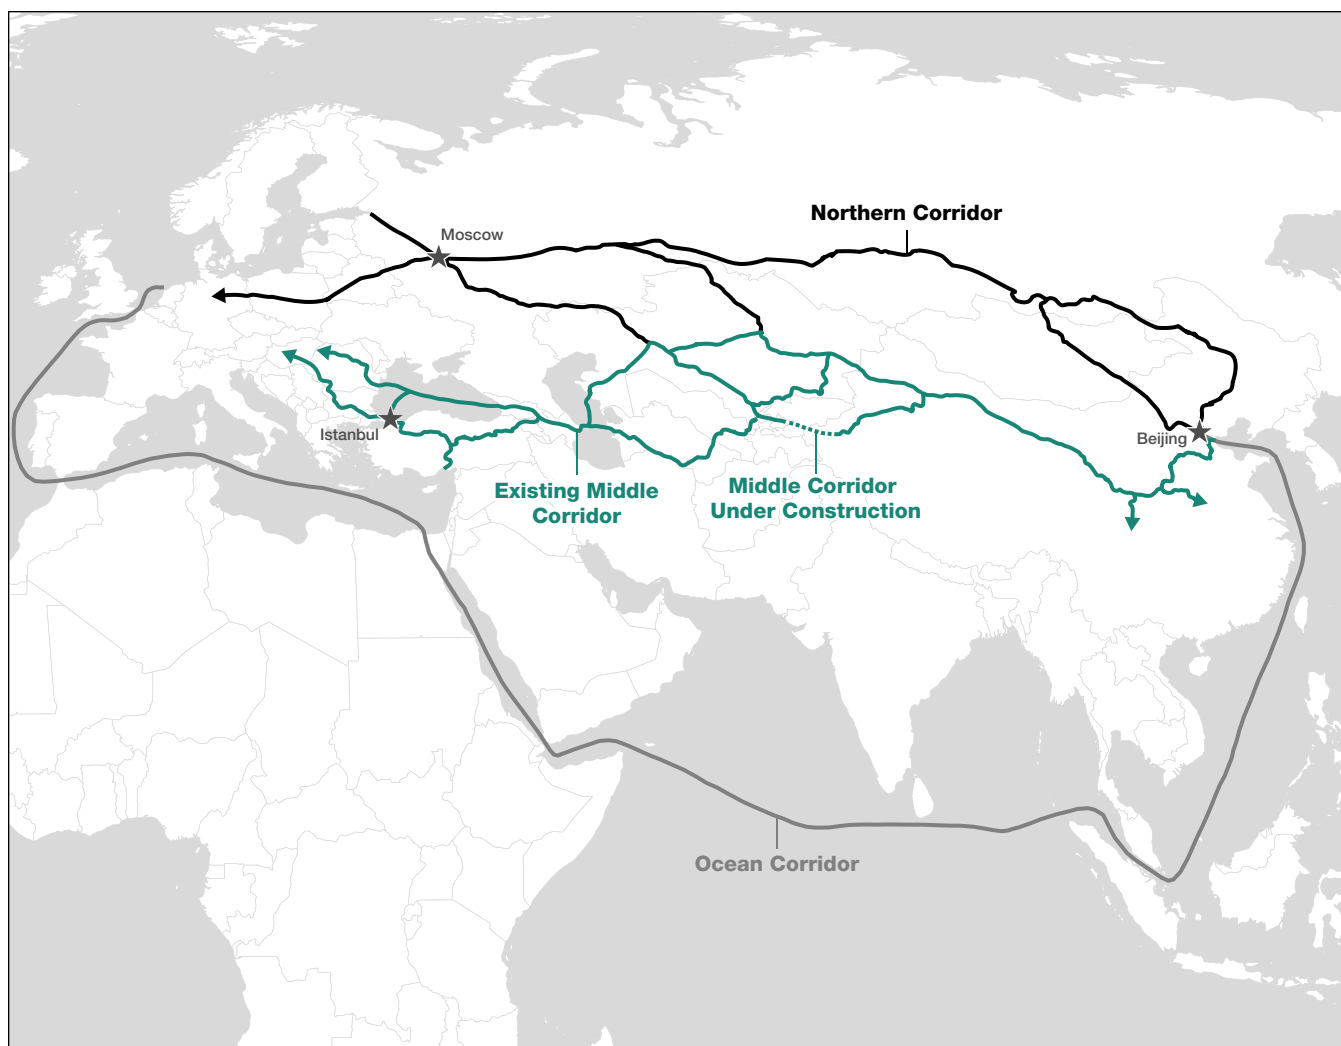 Northern Corridor
Moscow
Istanbul
Beijing
Existing Middle
Corridor
Middle Corridor
Under Construction
Ocean Corridor